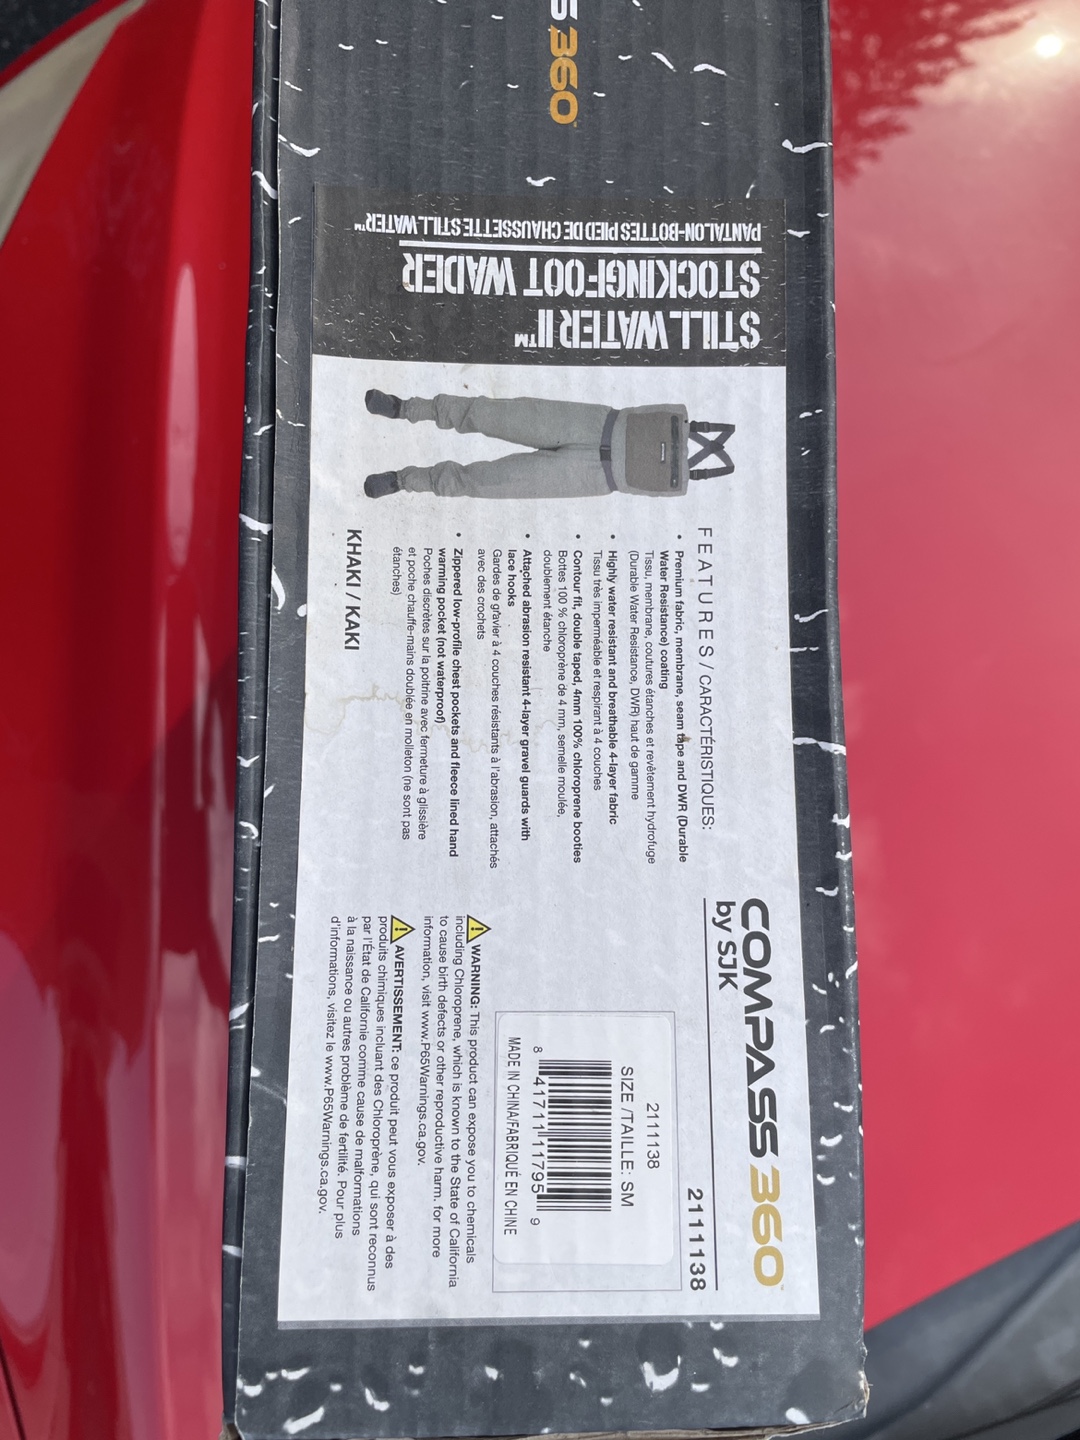 S 360
STILLWATER II™
STOCKINGFOOT WADER
PANTALON-BOTTES PIED DE CHAUSSETTE STILLWATER™
FEATURES / CARACTÉRISTIQUES:
• Premium fabric, membrane, seam tape and DWR (Durable
Water Resistance) coating
Tissu, membrane, coutures étanches et revêtement hydrofuge
(Durable Water Resistance, DWR) haut de gamme
• Highly water resistant and breathable 4-layer fabric
Tissu très imperméable et respirant à 4 couches
• Contour fit, double taped, 4mm 100% chloroprene booties
Bottes 100 % chloroprène de 4 mm, semelle moulée,
doublement étanche
• Attached abrasion resistant 4-layer gravel guards with
lace hooks
Gardes de gravier à 4 couches résistants à l'abrasion, attachés
avec des crochets
• Zippered low-profile chest pockets and fleece lined hand
warming pocket (not waterproof)
Poches discrètes sur la poitrine avec fermeture à glissière
et poche chauffe-mains doublée en molleton (ne sont pas
étanches)
KHAKI / KAKI
COMPASS 360™
by SJK
2111138
2111138
SIZE /TAILLE: SM
8 41711 11795 9
MADE IN CHINA/FABRIQUÉ EN CHINE
WARNING: This product can expose you to chemicals
including Chloroprene, which is known to the State of California
to cause birth defects or other reproductive harm. for more
information, visit www.P65Warnings.ca.gov.
AVERTISSEMENT: ce produit peut vous exposer à des
produits chimiques incluant des Chloroprène, qui sont reconnus
par l'État de Californie comme cause de malformations
à la naissance ou autres problème de fertilité. Pour plus
d'informations, visitez le www.P65Warnings.ca.gov.